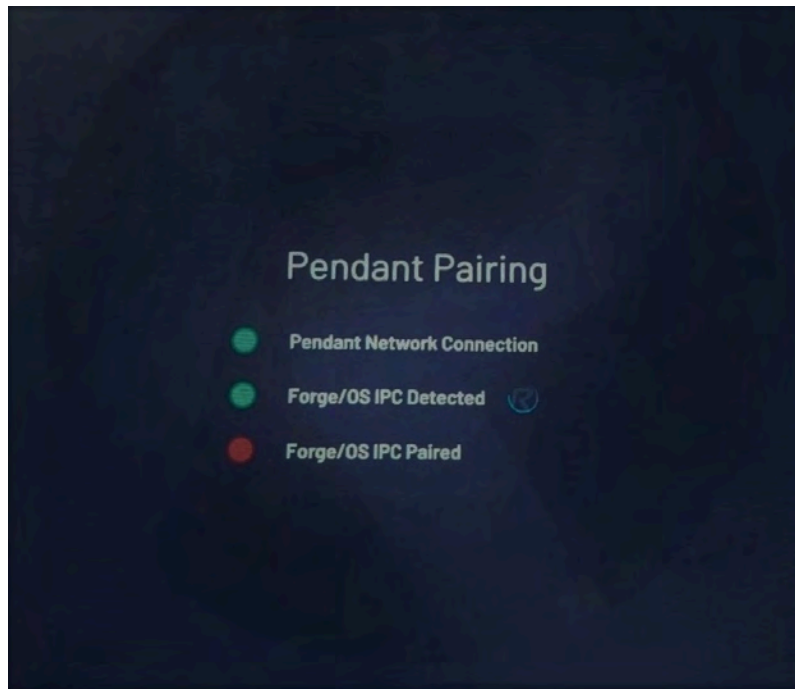 Pendant Pairing
Pendant Network Connection
Forge/OS IPC Detected
Forge/OS IPC Paired